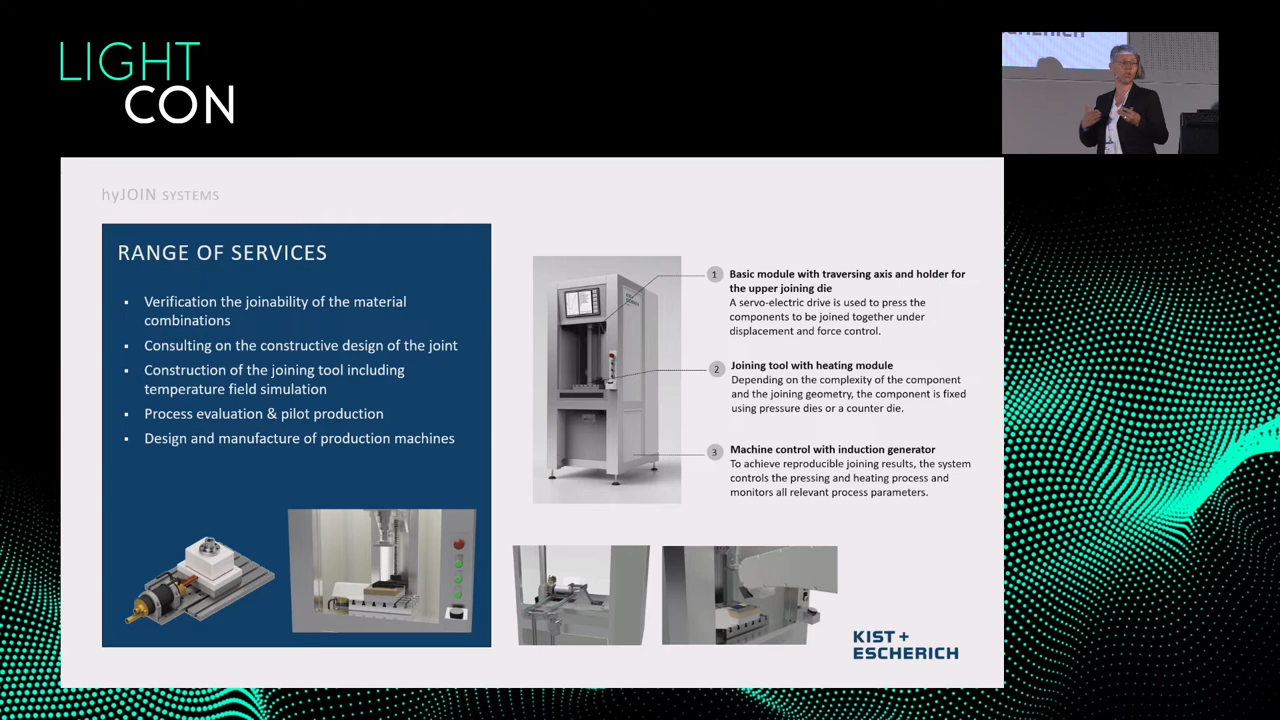 LIGHT
CON
ESCHERICH
hyJOIN SYSTEMS
RANGE OF SERVICES
▪ Verification the joinability of the material
combinations
▪ Consulting on the constructive design of the joint
▪ Construction of the joining tool including
temperature field simulation
▪ Process evaluation & pilot production
▪ Design and manufacture of production machines
1 Basic module with traversing axis and holder for
the upper joining die
A servo-electric drive is used to press the
components to be joined together under
displacement and force control.
2 Joining tool with heating module
Depending on the complexity of the component
and the joining geometry, the component is fixed
using pressure dies or a counter die.
3 Machine control with induction generator
To achieve reproducible joining results, the system
controls the pressing and heating process and
monitors all relevant process parameters.
KIST +
ESCHERICH